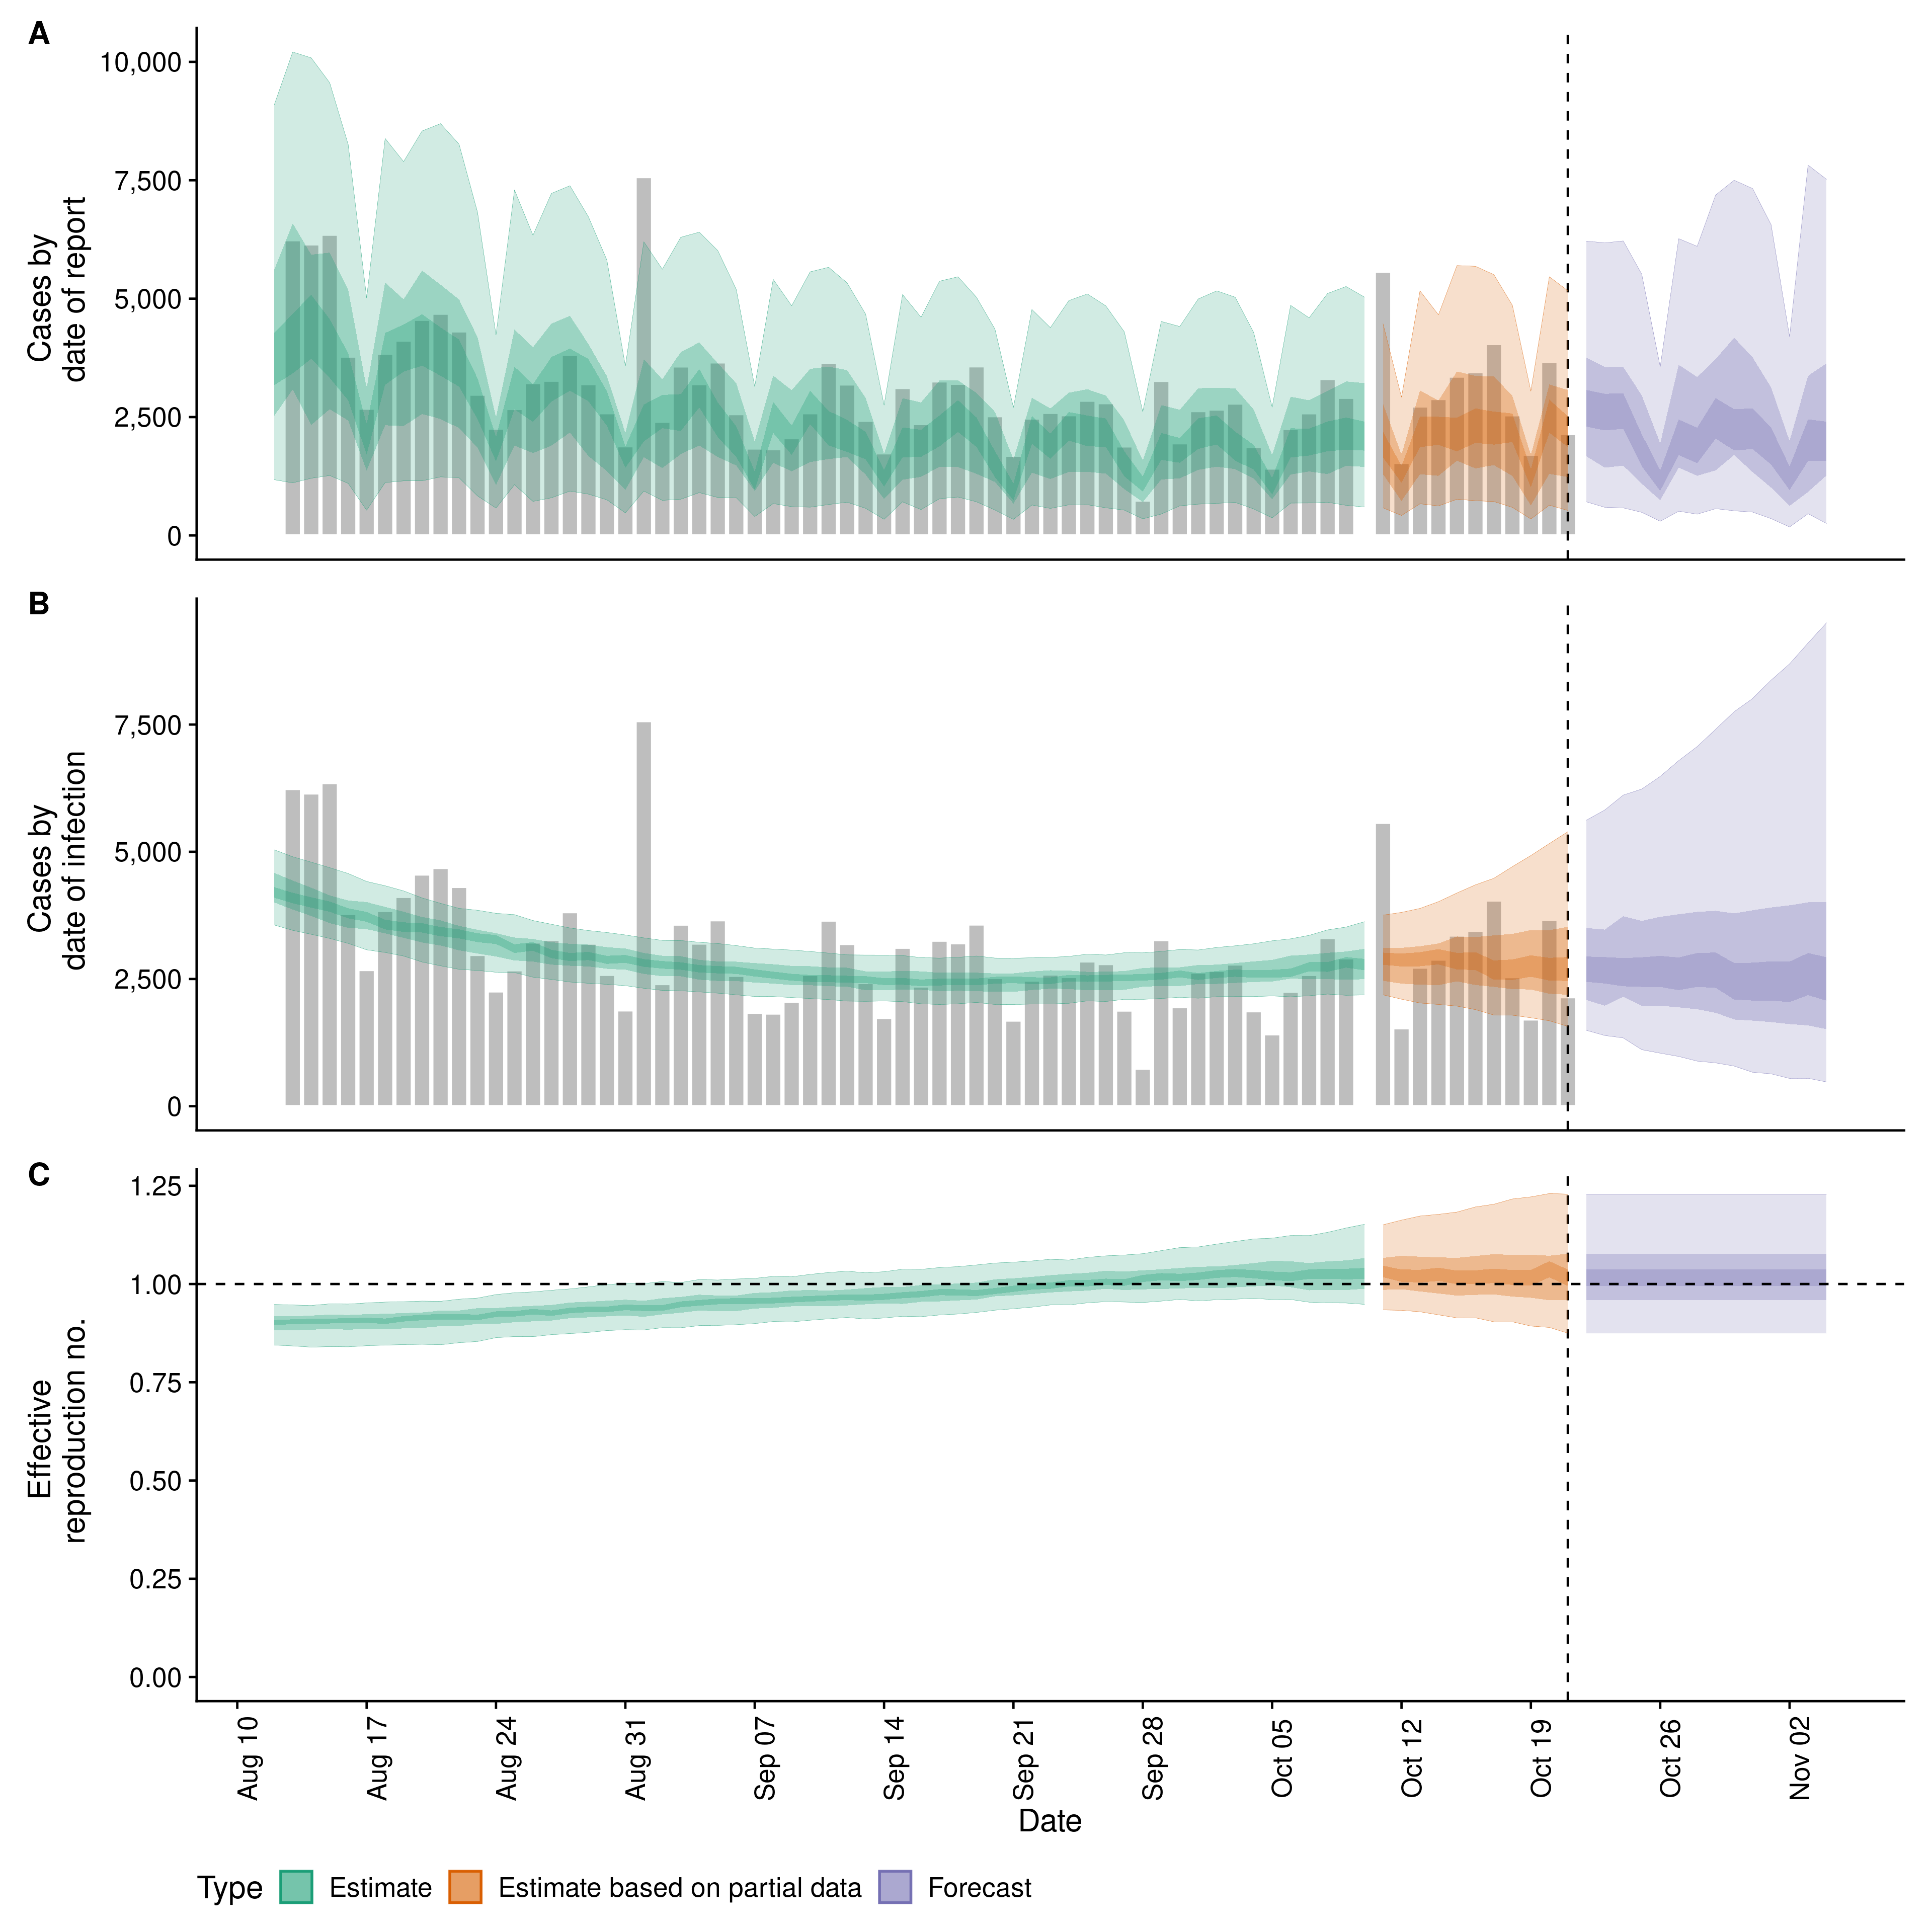 A
10,000
7,500
5,000
2,500
0
Cases by
date of report
B
7,500
5,000
2,500
0
Cases by
date of infection
C
1.25
1.00
0.75
0.50
0.25
0.00
Effective
reproduction no.
Aug 10
Aug 17
Aug 24
Aug 31
Sep 07
Sep 14
Sep 21
Sep 28
Oct 05
Oct 12
Oct 19
Oct 26
Nov 02
Date
Type Estimate Estimate based on partial data Forecast